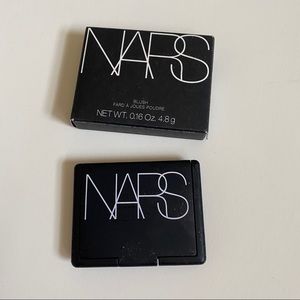 NARS
BLUSH
FARD À JOUES POUDRE
NET WT. 0.16 Oz. 4.8 g
NARS